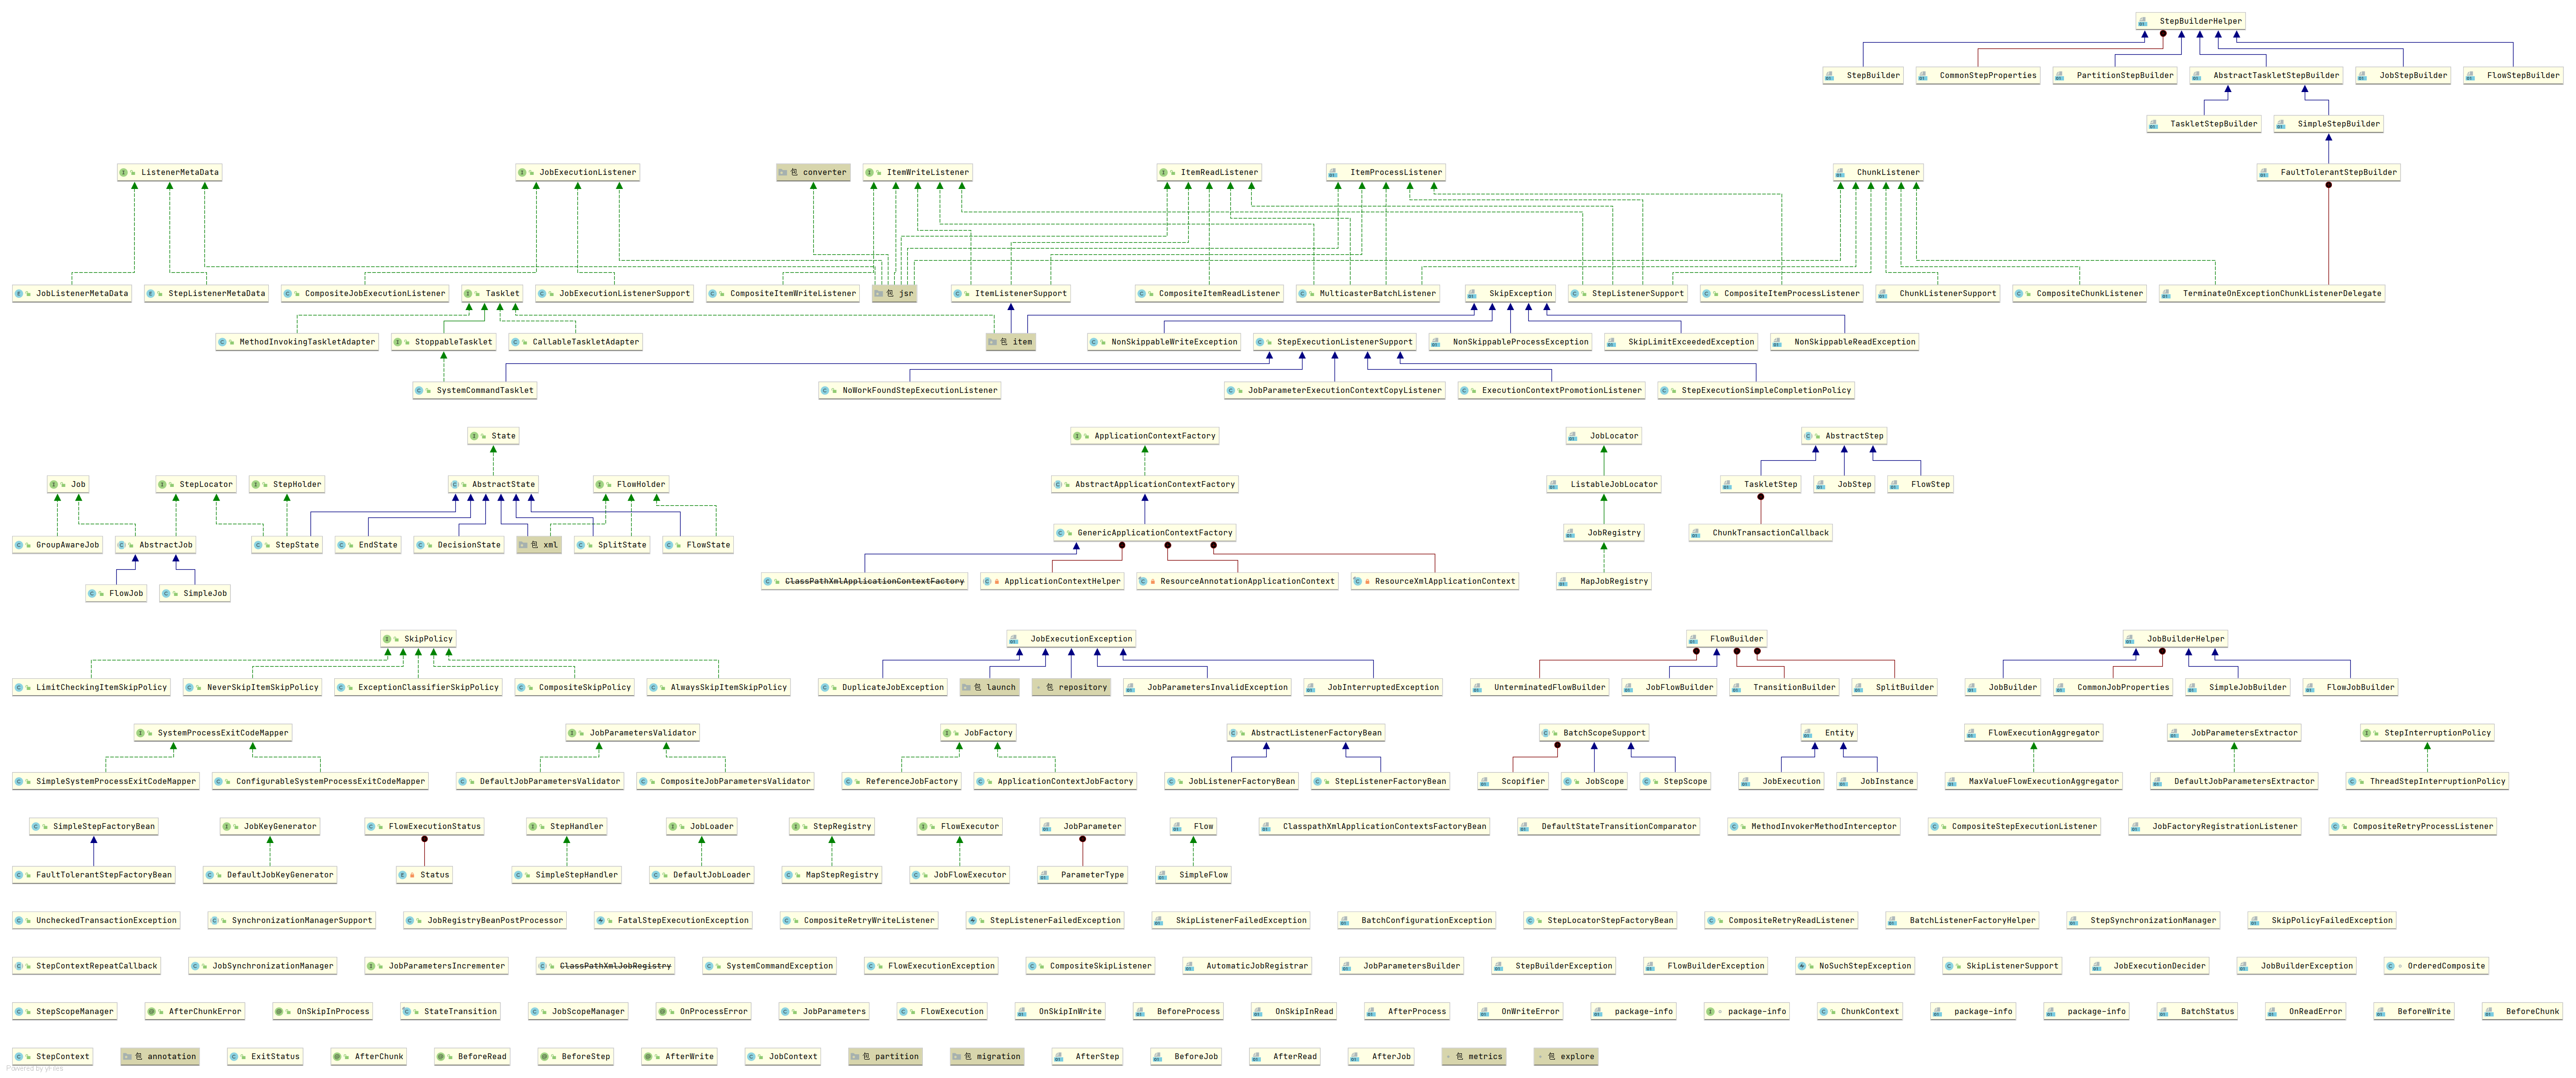 StepBuilderHelper
StepBuilder
CommonStepProperties
PartitionStepBuilder
AbstractTaskletStepBuilder
JobStepBuilder
FlowStepBuilder
TaskletStepBuilder
SimpleStepBuilder
ListenerMetaData
JobExecutionListener
包 converter
ItemWriteListener
ItemReadListener
ItemProcessListener
ChunkListener
FaultTolerantStepBuilder
JobListenerMetaData
StepListenerMetaData
CompositeJobExecutionListener
Tasklet
JobExecutionListenerSupport
CompositeItemWriteListener
包 jsr
ItemListenerSupport
CompositeItemReadListener
MulticasterBatchListener
SkipException
StepListenerSupport
CompositeItemProcessListener
ChunkListenerSupport
CompositeChunkListener
TerminateOnExceptionChunkListenerDelegate
MethodInvokingTaskletAdapter
StoppableTasklet
CallableTaskletAdapter
包 item
NonSkippableWriteException
StepExecutionListenerSupport
NonSkippableProcessException
SkipLimitExceededException
NonSkippableReadException
SystemCommandTasklet
NoWorkFoundStepExecutionListener
JobParameterExecutionContextCopyListener
ExecutionContextPromotionListener
StepExecutionSimpleCompletionPolicy
State
ApplicationContextFactory
JobLocator
AbstractStep
Job
StepLocator
StepHolder
AbstractState
FlowHolder
AbstractApplicationContextFactory
ListableJobLocator
TaskletStep
JobStep
FlowStep
GenericApplicationContextFactory
JobRegistry
ChunkTransactionCallback
GroupAwareJob
AbstractJob
StepState
EndState
DecisionState
包 xml
SplitState
FlowState
ClassPathXmlApplicationContextFactory
ApplicationContextHelper
ResourceAnnotationApplicationContext
ResourceXmlApplicationContext
MapJobRegistry
FlowJob
SimpleJob
SkipPolicy
JobExecutionException
FlowBuilder
JobBuilderHelper
LimitCheckingItemSkipPolicy
NeverSkipItemSkipPolicy
ExceptionClassifierSkipPolicy
CompositeSkipPolicy
AlwaysSkipItemSkipPolicy
DuplicateJobException
包 launch
包 repository
JobParametersInvalidException
JobInterruptedException
UnterminatedFlowBuilder
JobFlowBuilder
TransitionBuilder
SplitBuilder
JobBuilder
CommonJobProperties
SimpleJobBuilder
FlowJobBuilder
SystemProcessExitCodeMapper
JobParametersValidator
JobFactory
AbstractListenerFactoryBean
BatchScopeSupport
Entity
FlowExecutionAggregator
JobParametersExtractor
StepInterruptionPolicy
SimpleSystemProcessExitCodeMapper
ConfigurableSystemProcessExitCodeMapper
DefaultJobParametersValidator
CompositeJobParametersValidator
ReferenceJobFactory
ApplicationContextJobFactory
JobListenerFactoryBean
StepListenerFactoryBean
Scopifier
JobScope
StepScope
JobExecution
JobInstance
MaxValueFlowExecutionAggregator
DefaultJobParametersExtractor
ThreadStepInterruptionPolicy
SimpleStepFactoryBean
JobKeyGenerator
FlowExecutionStatus
StepHandler
JobLoader
StepRegistry
FlowExecutor
JobParameter
Flow
ClasspathXmlApplicationContextsFactoryBean
DefaultStateTransitionComparator
MethodInvokerMethodInterceptor
CompositeStepExecutionListener
JobFactoryRegistrationListener
CompositeRetryProcessListener
FaultTolerantStepFactoryBean
DefaultJobKeyGenerator
Status
SimpleStepHandler
DefaultJobLoader
MapStepRegistry
JobFlowExecutor
ParameterType
SimpleFlow
UncheckedTransactionException
SynchronizationManagerSupport
JobRegistryBeanPostProcessor
FatalStepExecutionException
CompositeRetryWriteListener
StepListenerFailedException
SkipListenerFailedException
BatchConfigurationException
StepLocatorStepFactoryBean
CompositeRetryReadListener
BatchListenerFactoryHelper
StepSynchronizationManager
SkipPolicyFailedException
StepContextRepeatCallback
JobSynchronizationManager
JobParametersIncrementer
ClassPathXmlJobRegistry
SystemCommandException
FlowExecutionException
CompositeSkipListener
AutomaticJobRegistrar
JobParametersBuilder
StepBuilderException
FlowBuilderException
NoSuchStepException
SkipListenerSupport
JobExecutionDecider
JobBuilderException
OrderedComposite
StepScopeManager
AfterChunkError
OnSkipInProcess
StateTransition
JobScopeManager
OnProcessError
JobParameters
FlowExecution
OnSkipInWrite
BeforeProcess
OnSkipInRead
AfterProcess
OnWriteError
package-info
package-info
ChunkContext
package-info
package-info
BatchStatus
OnReadError
BeforeWrite
BeforeChunk
StepContext
包 annotation
ExitStatus
AfterChunk
BeforeRead
BeforeStep
AfterWrite
JobContext
包 partition
包 migration
AfterStep
BeforeJob
AfterRead
AfterJob
包 metrics
包 explore
Powered by yFiles